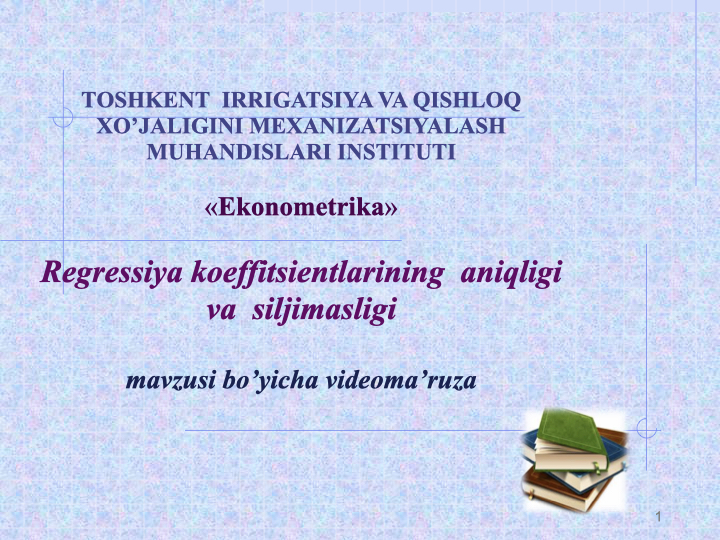 TOSHKENT IRRIGATSIYA VA QISHLOQ
XO’JALIGINI MEXANIZATSIYALASH
MUHANDISLARI INSTITUTI
«Ekonometrika»
Regressiya koeffitsientlarining aniqligi
va siljimasligi
mavzusi bo’yicha videoma’ruza
1